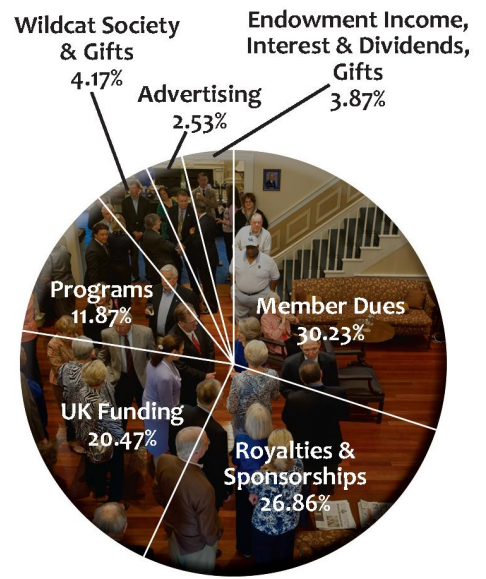 Wildcat Society
& Gifts
4.17%
Advertising
2.53%
Endowment Income,
Interest & Dividends,
Gifts
3.87%
Programs
11.87%
Member Dues
30.23%
UK Funding
20.47%
Royalties &
Sponsorships
26.86%